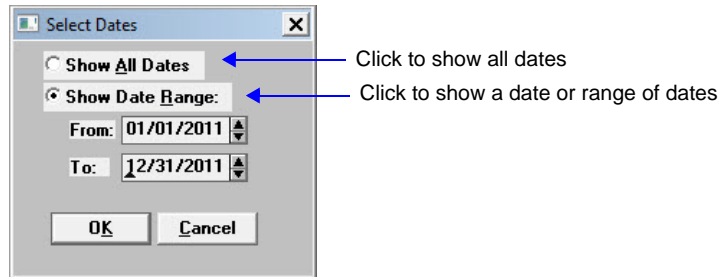 Select Dates
Show All Dates
Click to show all dates
Show Date Range:
Click to show a date or range of dates
From: 01/01/2011
To: 12/31/2011
OK Cancel